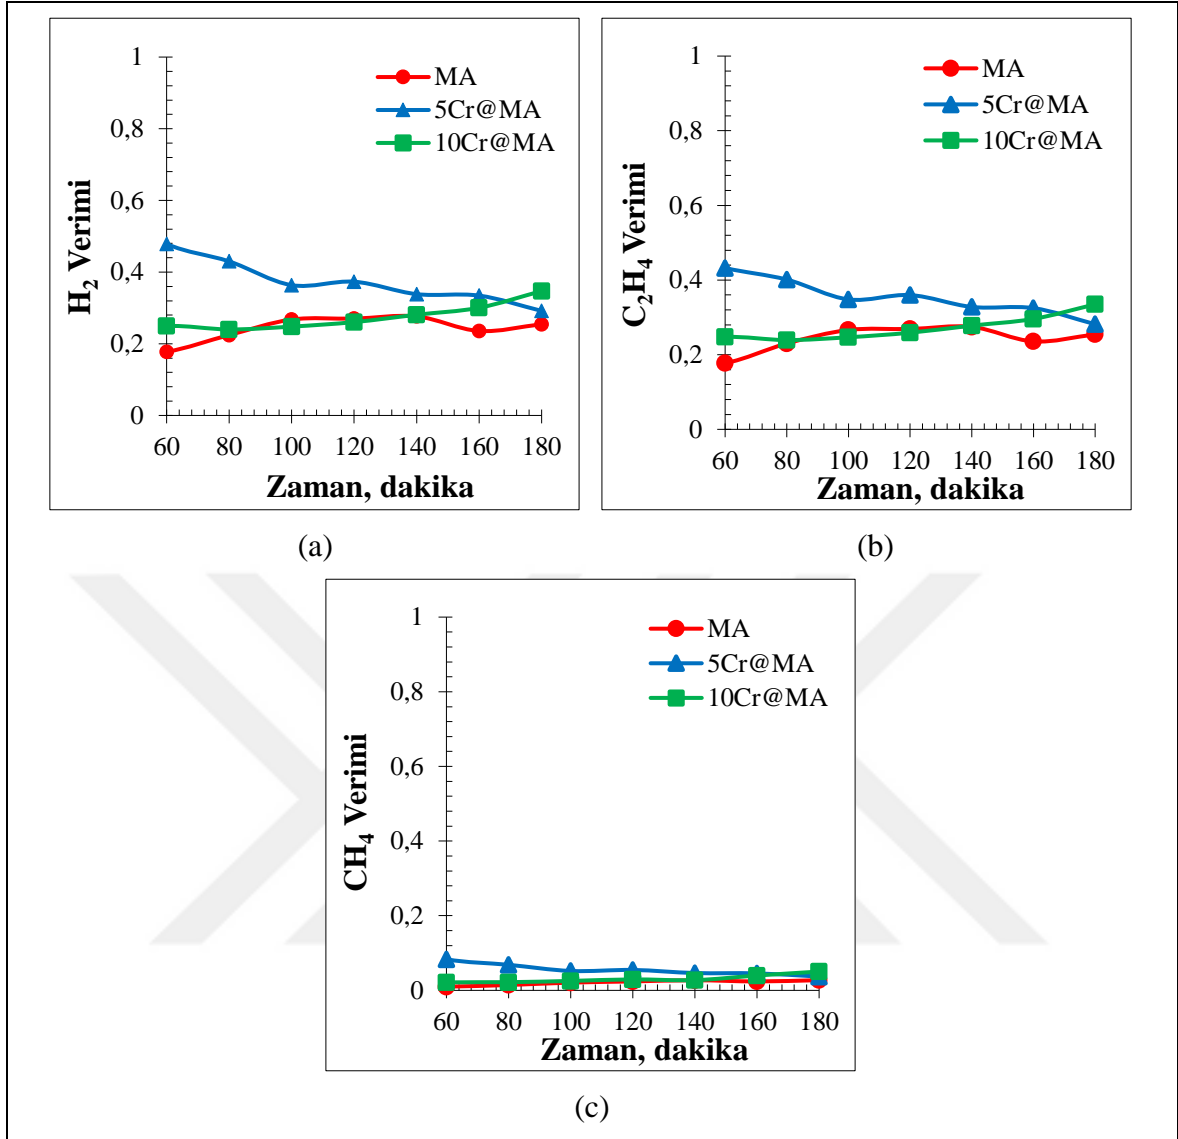 1
0,8
0,6
0,4
0,2
0
H₂ Verimi
MA
5Cr@MA
10Cr@MA
60 80 100 120 140 160 180
Zaman, dakika
(a)
1
0,8
0,6
0,4
0,2
0
C₂H₄ Verimi
MA
5Cr@MA
10Cr@MA
60 80 100 120 140 160 180
Zaman, dakika
(b)
1
0,8
0,6
0,4
0,2
0
CH₄ Verimi
MA
5Cr@MA
10Cr@MA
60 80 100 120 140 160 180
Zaman, dakika
(c)